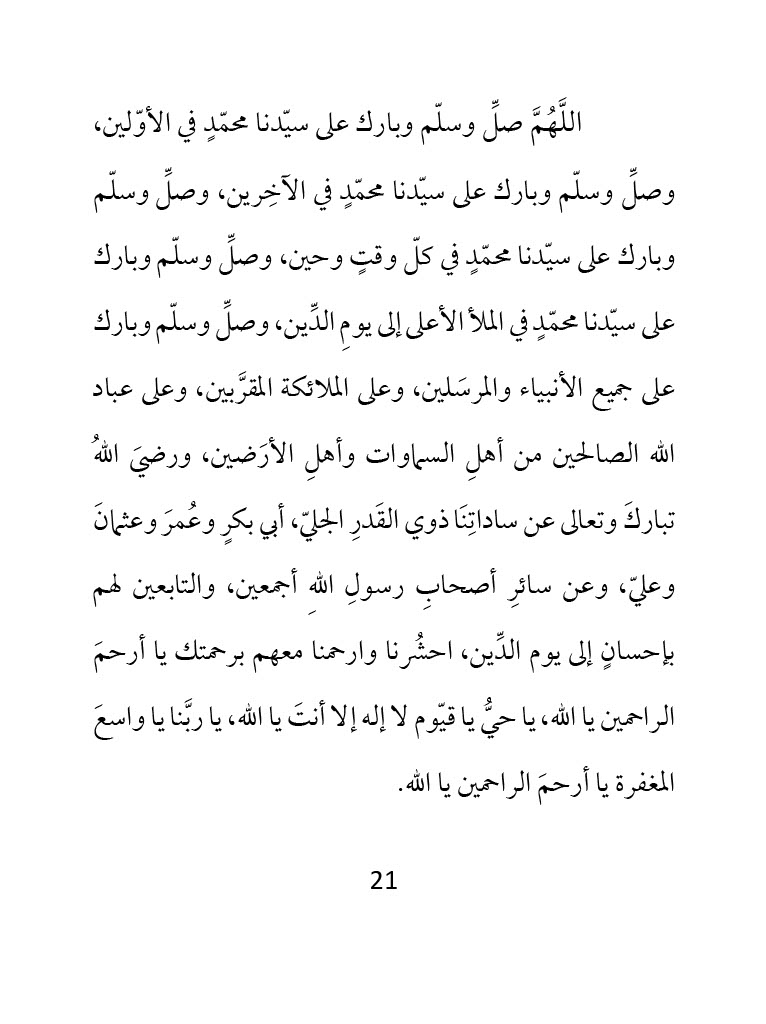 اللَّهُمَّ صلِّ وسلّم وبارك على سيّدنا محمّدٍ في الأوّلين،
وصلِّ وسلّم وبارك على سيّدنا محمّدٍ في الآخِرين، وصلِّ وسلّم
وبارك على سيّدنا محمّدٍ في كلّ وقتٍ وحين، وصلِّ وسلّم وبارك
على سيّدنا محمّدٍ في الملأ الأعلى إلى يومِ الدِّين، وصلِّ وسلّم وبارك
على جميع الأنبياء والمرسَلين، وعلى الملائكة المقرَّبين، وعلى عباد
الله الصالحين من أهلِ السماوات وأهلِ الأرَضين، ورضيَ اللهُ
تباركَ وتعالى عن ساداتِنَا ذوي القَدرِ الجليّ، أبي بكرٍ وعُمرَ وعثمانَ
وعليّ، وعن سائرِ أصحابِ رسولِ اللهِ أجمعين، والتابعين لهم
بإحسانٍ إلى يوم الدِّين، احشُرنا وارحمنا معهم برحمتك يا أرحمَ
الراحمين يا الله، يا حيُّ يا قيّوم لا إله إلا أنتَ يا الله، يا ربَّنا يا واسعَ
المغفرة يا أرحمَ الراحمين يا الله.
21